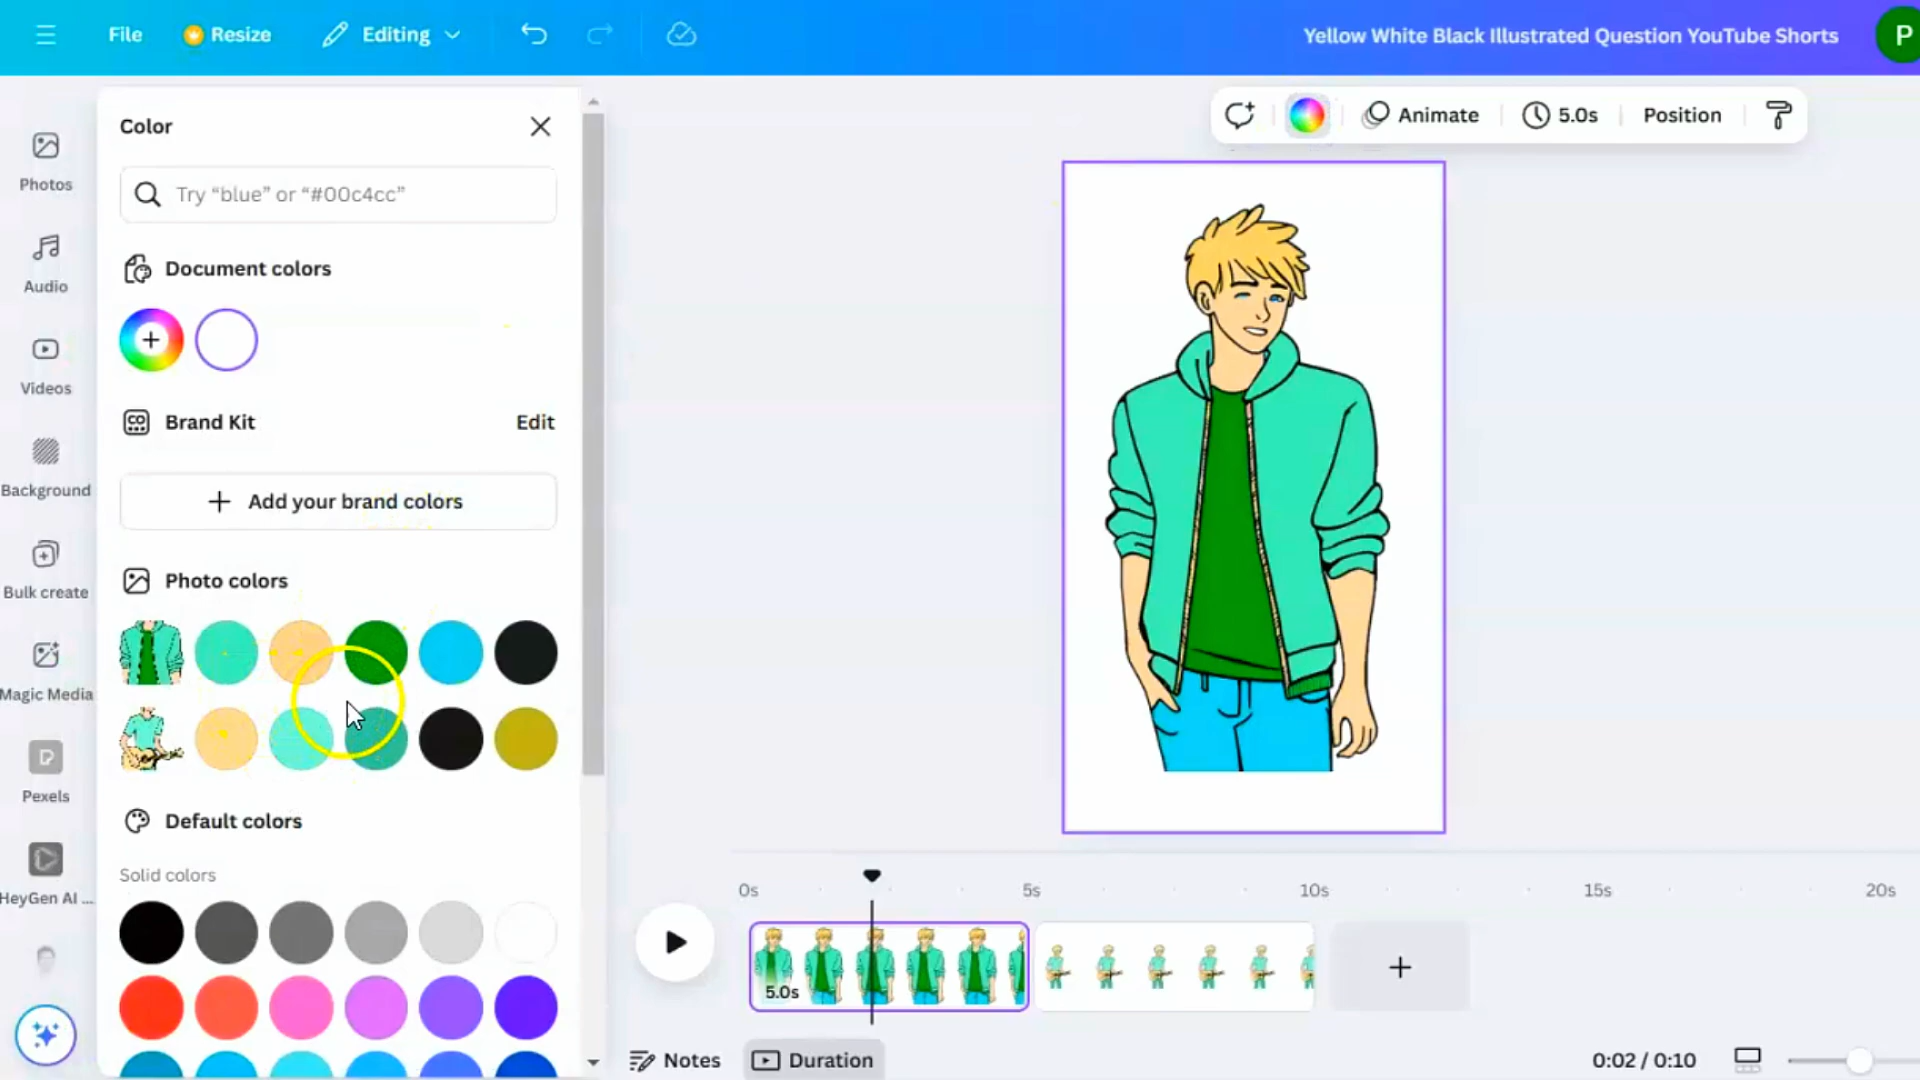 File
Resize
Editing
Yellow White Black Illustrated Question YouTube Shorts
P
Photos
Audio
Videos
Background
Bulk create
Magic Media
Pexels
HeyGen AI ...
Color
Try “blue” or “#00c4cc”
Document colors
Brand Kit
Edit
Add your brand colors
Photo colors
Default colors
Solid colors
Animate
5.0s
Position
0s
5s
10s
15s
20s
5.0s
Notes
Duration
0:02 / 0:10